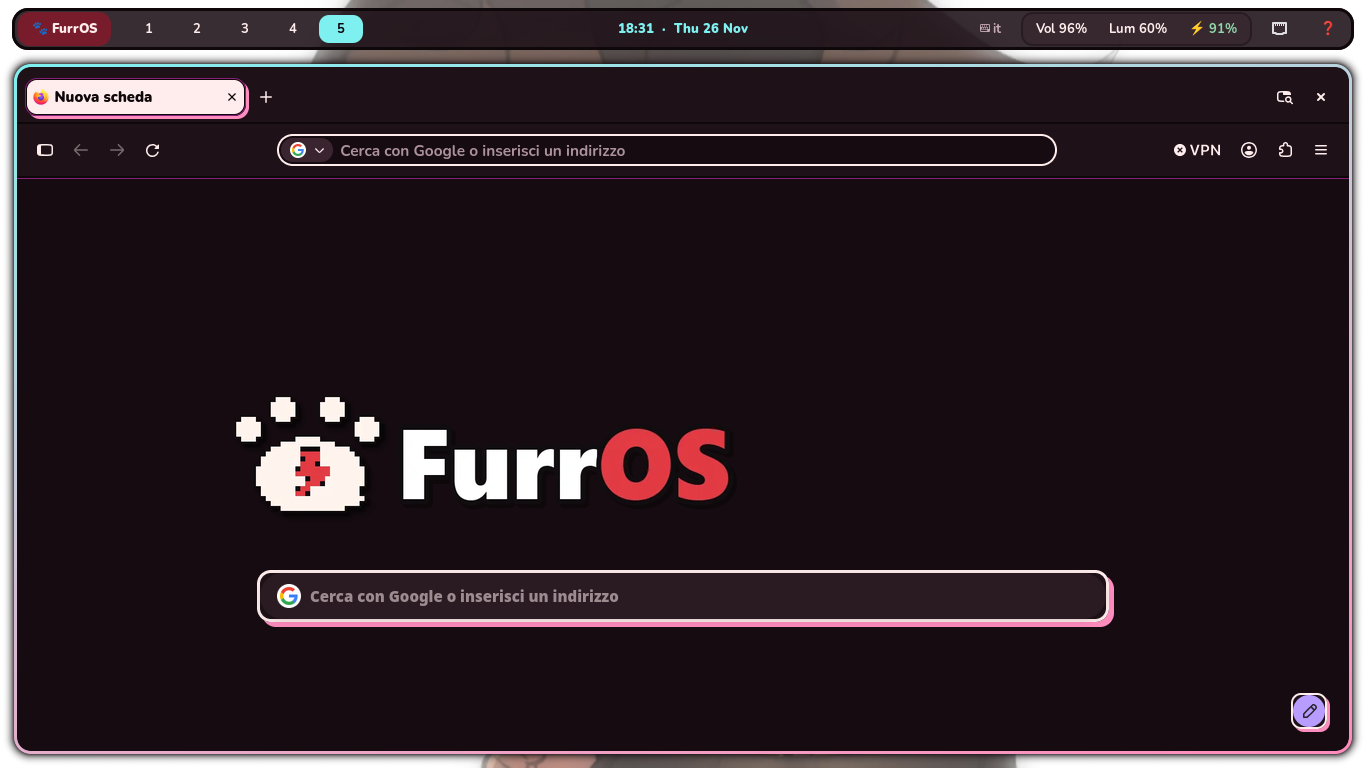 FurrOS 1 2 3 4 5 18:31 · Thu 26 Nov it Vol 96% Lum 60% ⚡ 91% ?
Nuova scheda
Cerca con Google o inserisci un indirizzo VPN
FurrOS
Cerca con Google o inserisci un indirizzo